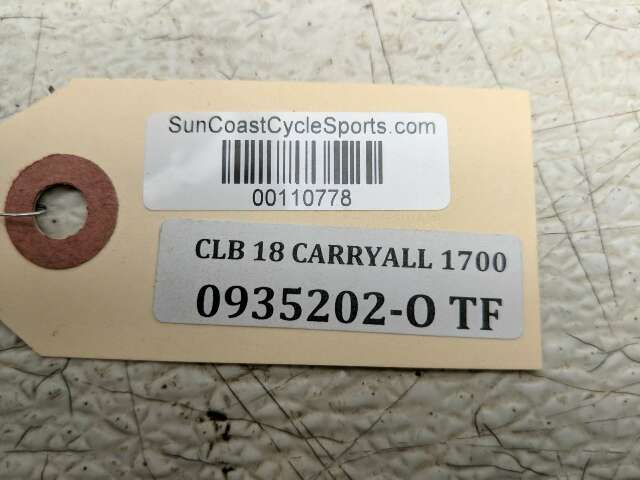 SunCoastCycleSports.com
00110778
CLB 18 CARRYALL 1700
0935202-O TF